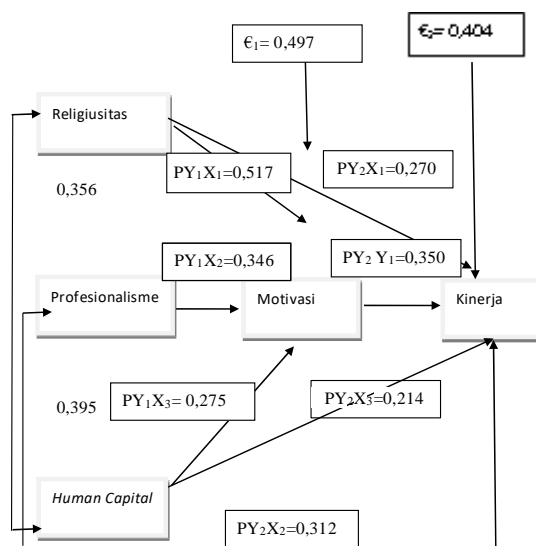 €₁= 0,497
€₂= 0,404
Religiusitas
PY₁X₁=0,517
PY₂X₁=0,270
0,356
PY₁X₂=0,346
PY₂ Y₁=0,350
Profesionalisme
Motivasi
Kinerja
PY₁X₃= 0,275
PY₂X₃=0,214
0,395
Human Capital
PY₂X₂=0,312